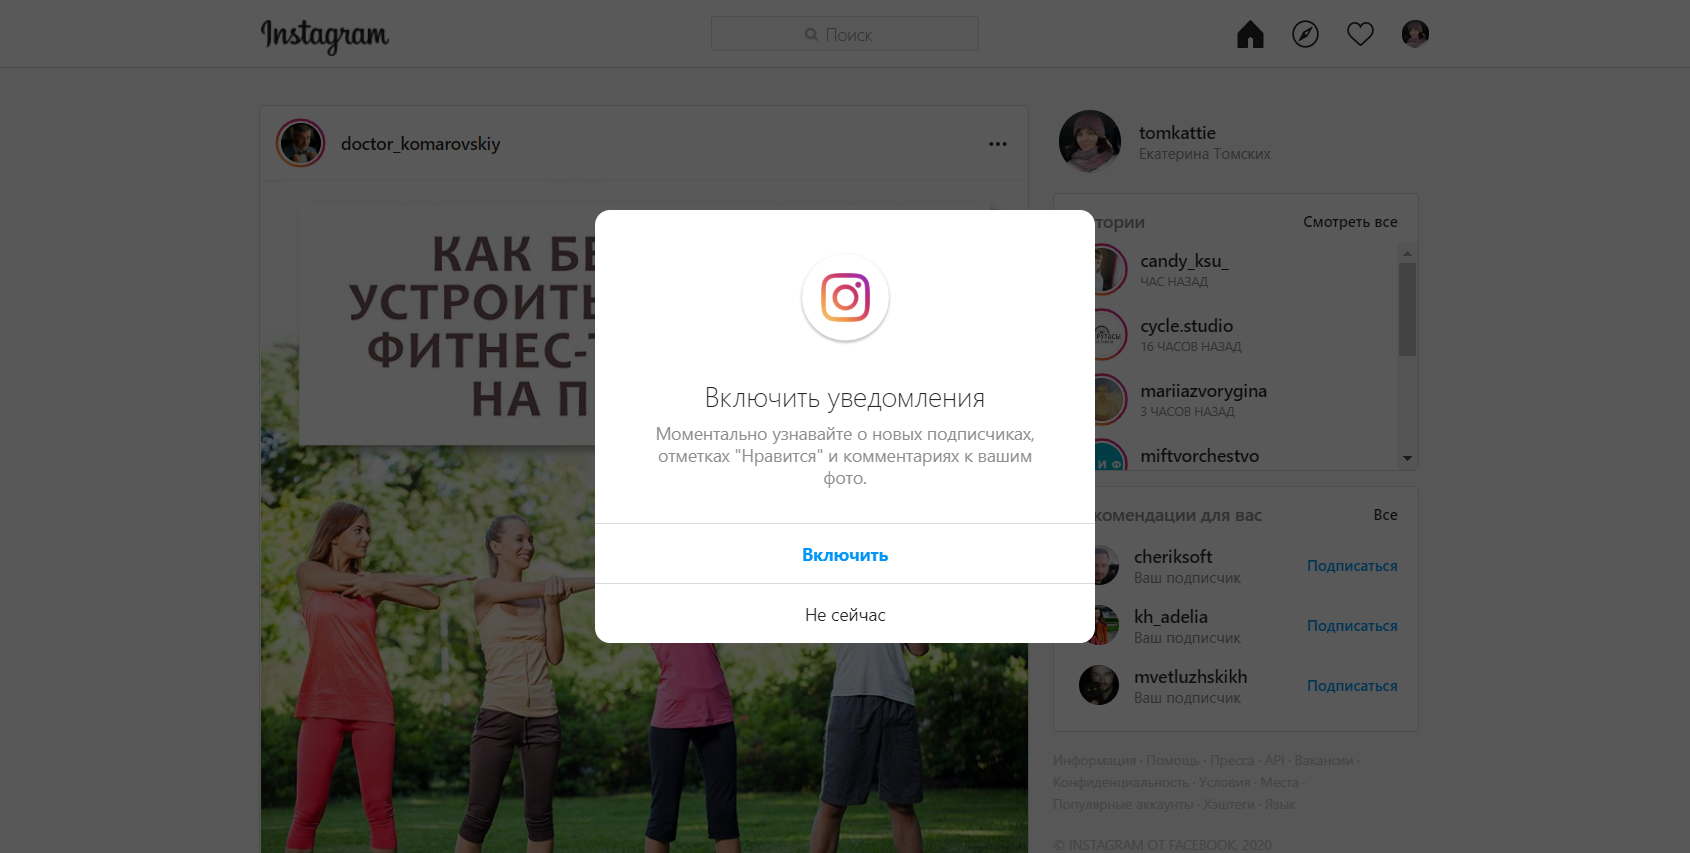 Instagram
Поиск
doctor_komarovskiy
tomkattie
Екатерина Томских
тории
Смотреть все
candy_ksu_
ЧАС НАЗАД
cycle.studio
16 ЧАСОВ НАЗАД
mariiazvorygina
3 ЧАСОВ НАЗАД
miftvorchestvo
КАК БЕ
УСТРОИТЬ
ФИТНЕС-Т
НА П
Включить уведомления
Моментально узнавайте о новых подписчиках,
отметках "Нравится" и комментариях к вашим
фото.
Включить
Не сейчас
комендации для вас
Все
cheriksoft
Ваш подписчик
Подписаться
kh_adelia
Ваш подписчик
Подписаться
mvetluzhskikh
Ваш подписчик
Подписаться
Информация · Помощь · Пресса · API · Вакансии ·
Конфиденциальность · Условия · Места ·
Популярные аккаунты · Хэштеги · Язык
© INSTAGRAM ОТ FACEBOOK, 2020